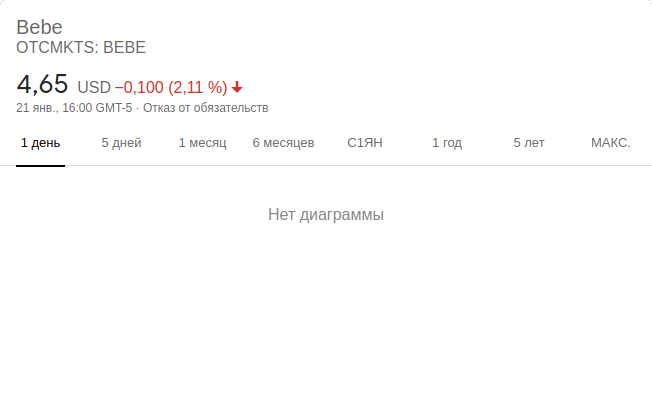 Bebe
OTCMKTS: BEBE
4,65 USD −0,100 (2,11 %)
21 янв., 16:00 GMT-5 · Отказ от обязательств
1 день 5 дней 1 месяц 6 месяцев С1ЯН 1 год 5 лет МАКС.
Нет диаграммы